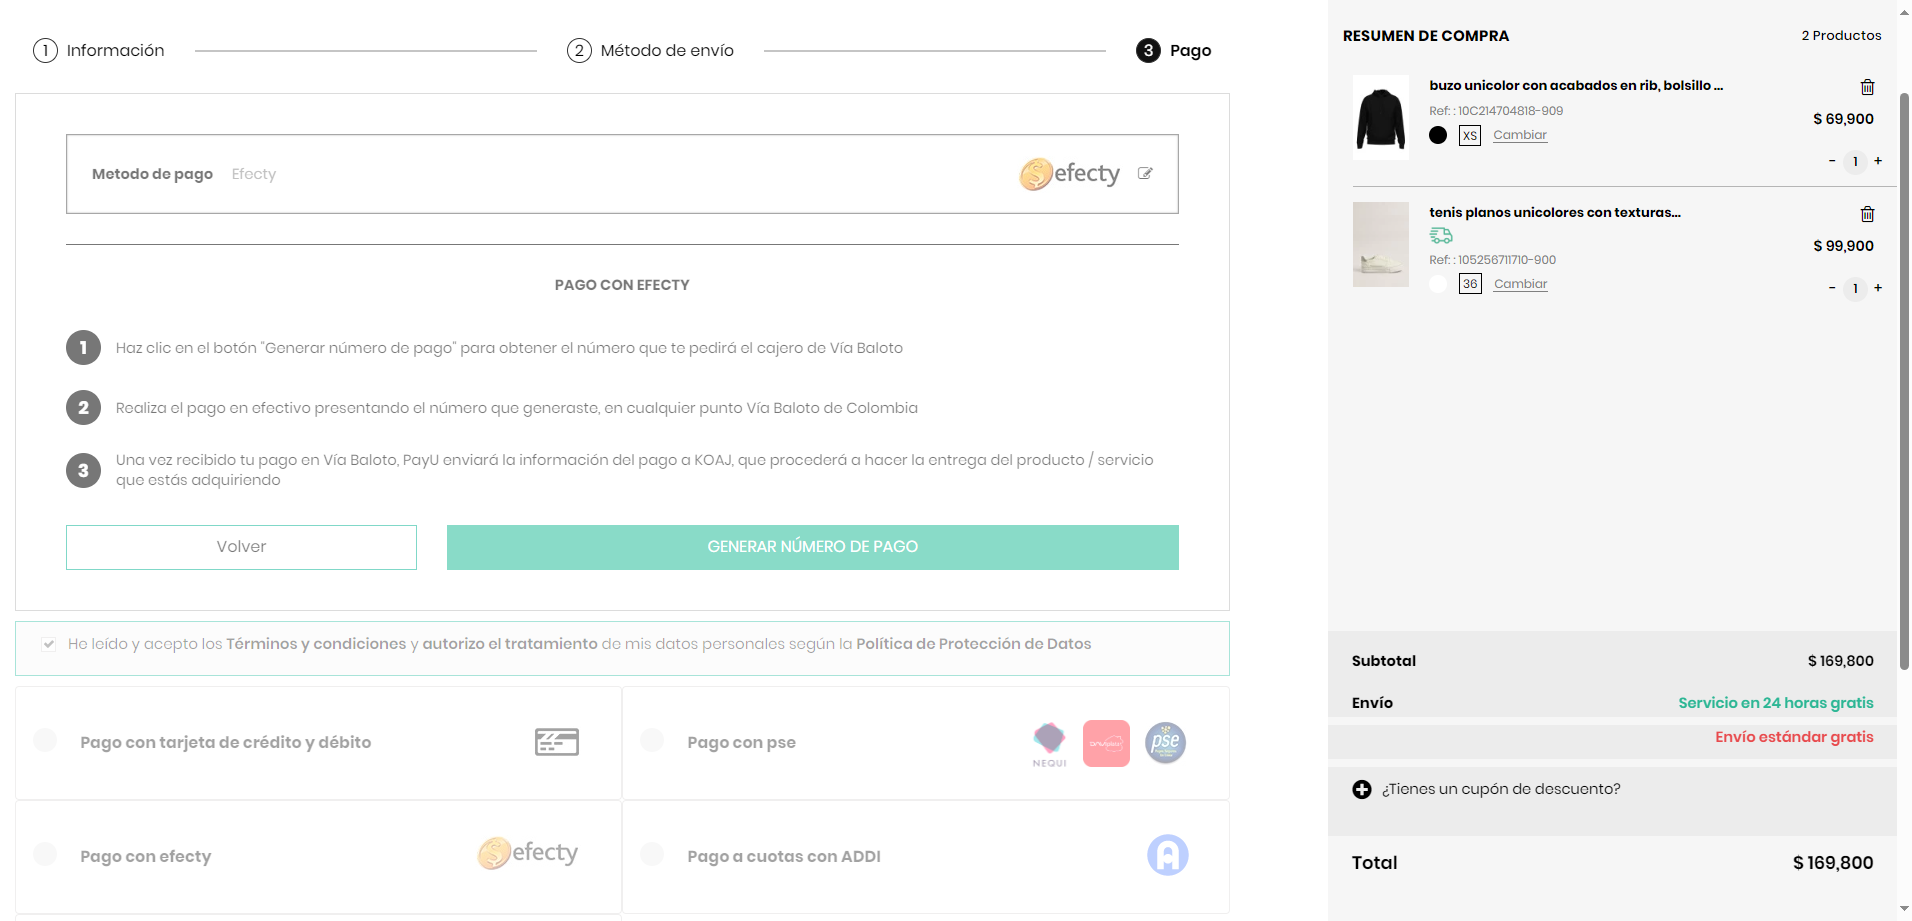 1 Información
2 Método de envío
3 Pago
Metodo de pago Efecty
efecty
PAGO CON EFECTY
1 Haz clic en el botón "Generar número de pago" para obtener el número que te pedirá el cajero de Vía Baloto
2 Realiza el pago en efectivo presentando el número que generaste, en cualquier punto Vía Baloto de Colombia
3 Una vez recibido tu pago en Vía Baloto, PayU enviará la información del pago a KOAJ, que procederá a hacer la entrega del producto / servicio
que estás adquiriendo
Volver
GENERAR NÚMERO DE PAGO
He leído y acepto los Términos y condiciones y autorizo el tratamiento de mis datos personales según la Política de Protección de Datos
Pago con tarjeta de crédito y débito
Pago con pse
NEQUI
pse
Pago con efecty
efecty
Pago a cuotas con ADDI
RESUMEN DE COMPRA
2 Productos
buzo unicolor con acabados en rib, bolsillo ...
Ref: : 10C214704818-909
$ 69,900
XS Cambiar
- 1 +
tenis planos unicolores con texturas...
$ 99,900
Ref: : 105256711710-900
36 Cambiar
- 1 +
Subtotal $ 169,800
Envío Servicio en 24 horas gratis
Envío estándar gratis
¿Tienes un cupón de descuento?
Total $ 169,800